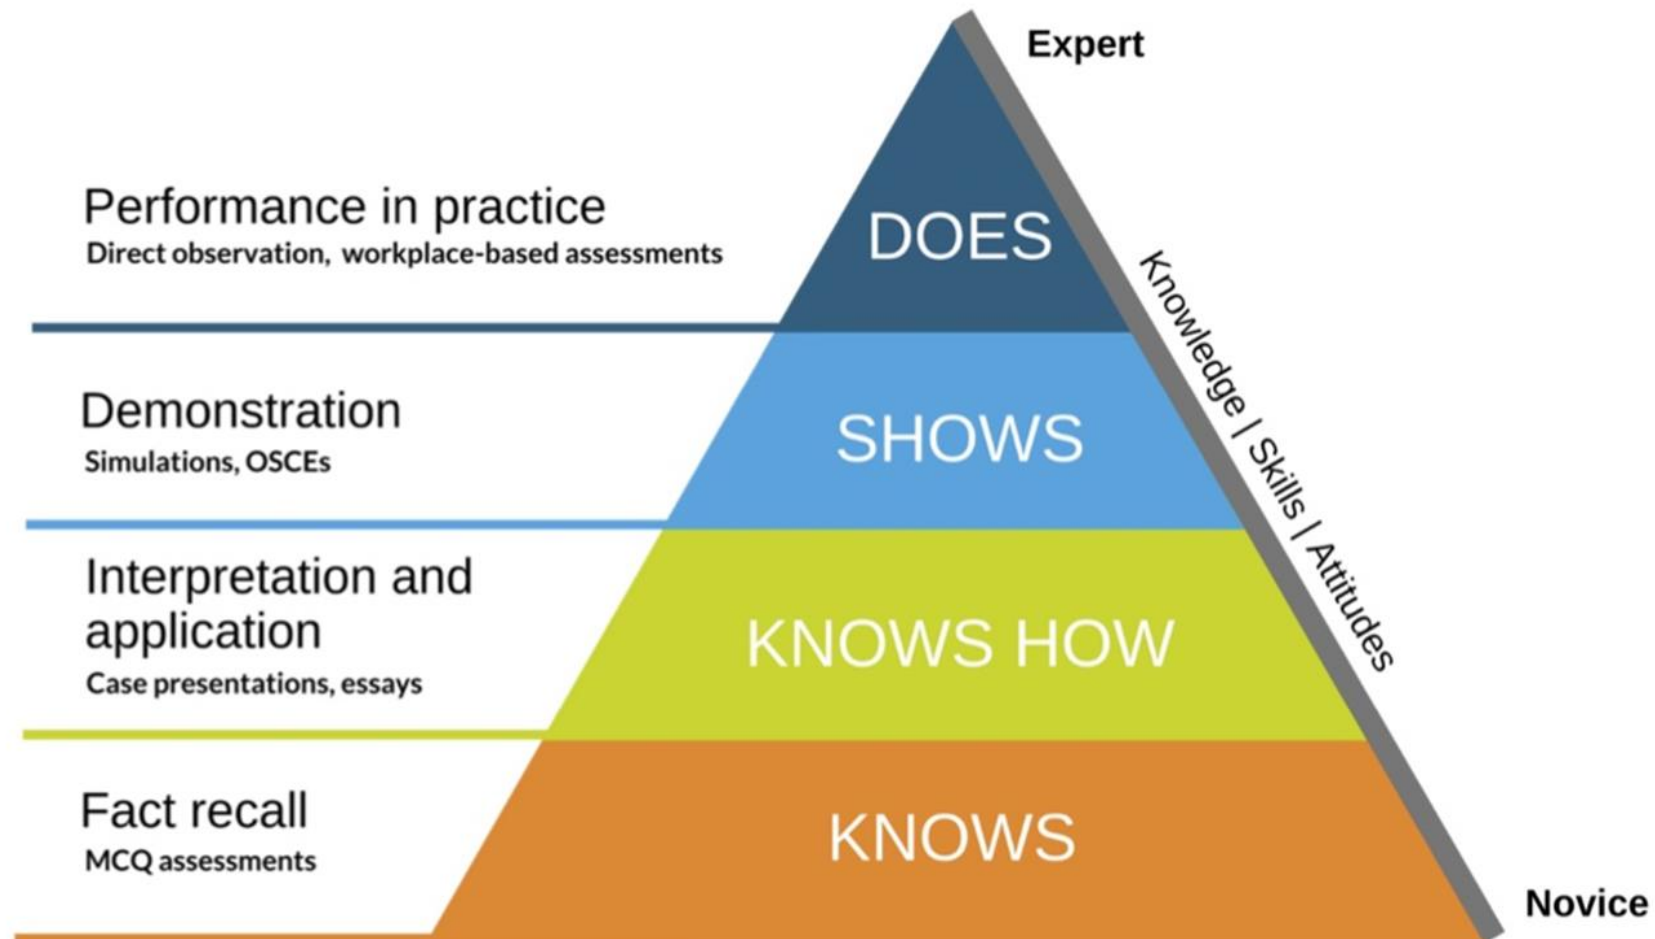 Expert
Performance in practice
Direct observation, workplace-based assessments
DOES
Knowledge | Skills | Attitudes
Demonstration
Simulations, OSCEs
SHOWS
Interpretation and
application
Case presentations, essays
KNOWS HOW
Fact recall
MCQ assessments
KNOWS
Novice